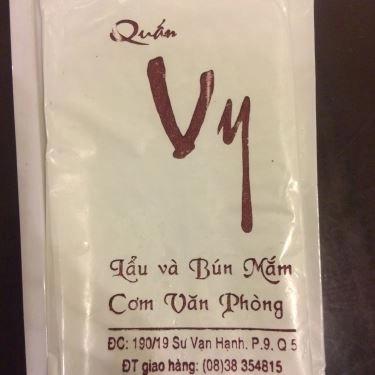 Quán
Vy
Lẩu và Bún Mắm
Cơm Văn Phòng
ĐC: 190/19 Sư Vạn Hạnh. P.9. Q 5
ĐT giao hàng: (08)38 354815